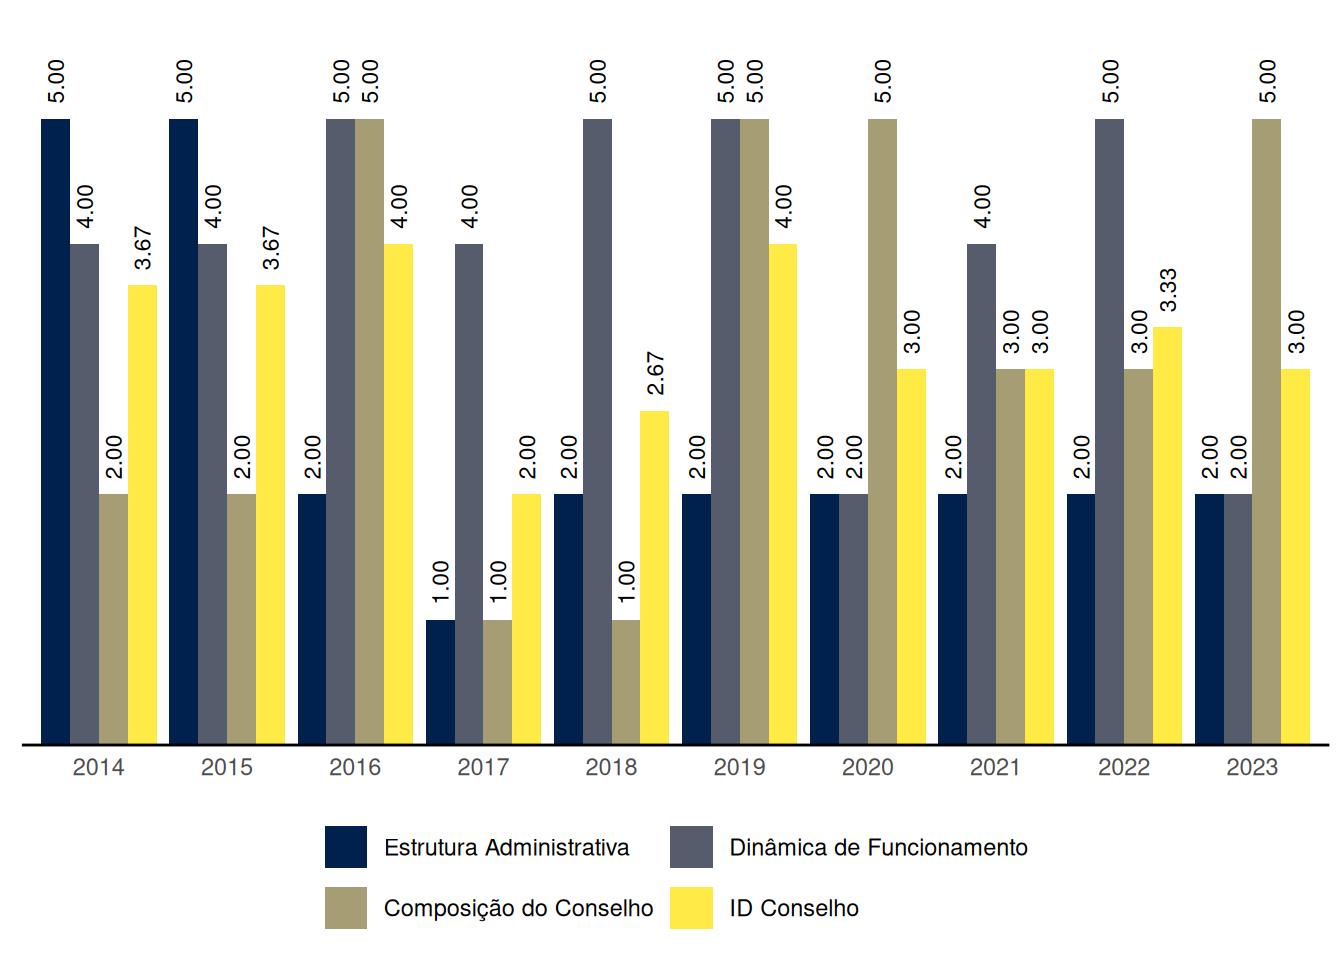 5.00 4.00 2.00 3.67 5.00 4.00 2.00 3.67 2.00 5.00 5.00 4.00 1.00 4.00 1.00 2.00 2.00 5.00 1.00 2.67 2.00 5.00 5.00 4.00 2.00 2.00 5.00 3.00 2.00 4.00 3.00 3.00 2.00 5.00 3.00 3.33 2.00 2.00 5.00 3.00
2014 2015 2016 2017 2018 2019 2020 2021 2022 2023
Estrutura Administrativa Dinâmica de Funcionamento
Composição do Conselho ID Conselho